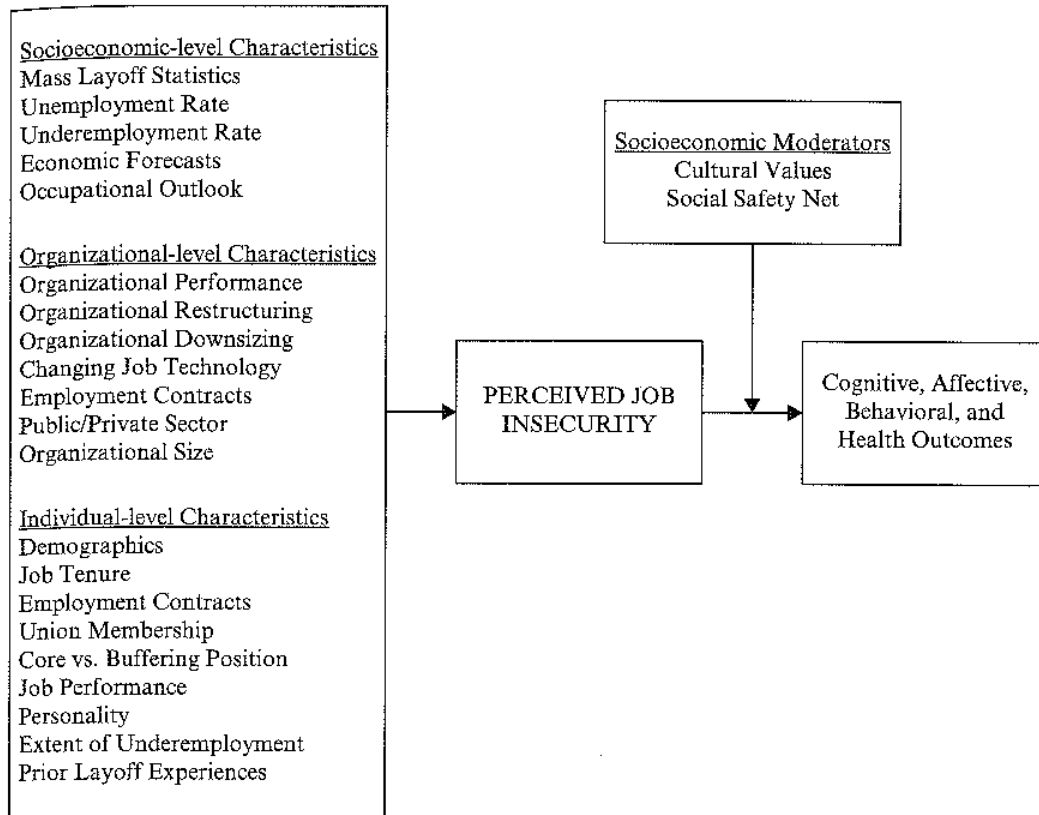 Socioeconomic-level Characteristics
Mass Layoff Statistics
Unemployment Rate
Underemployment Rate
Economic Forecasts
Occupational Outlook
Organizational-level Characteristics
Organizational Performance
Organizational Restructuring
Organizational Downsizing
Changing Job Technology
Employment Contracts
Public/Private Sector
Organizational Size
Individual-level Characteristics
Demographics
Job Tenure
Employment Contracts
Union Membership
Core vs. Buffering Position
Job Performance
Personality
Extent of Underemployment
Prior Layoff Experiences
PERCEIVED JOB
INSECURITY
Socioeconomic Moderators
Cultural Values
Social Safety Net
Cognitive, Affective,
Behavioral, and
Health Outcomes